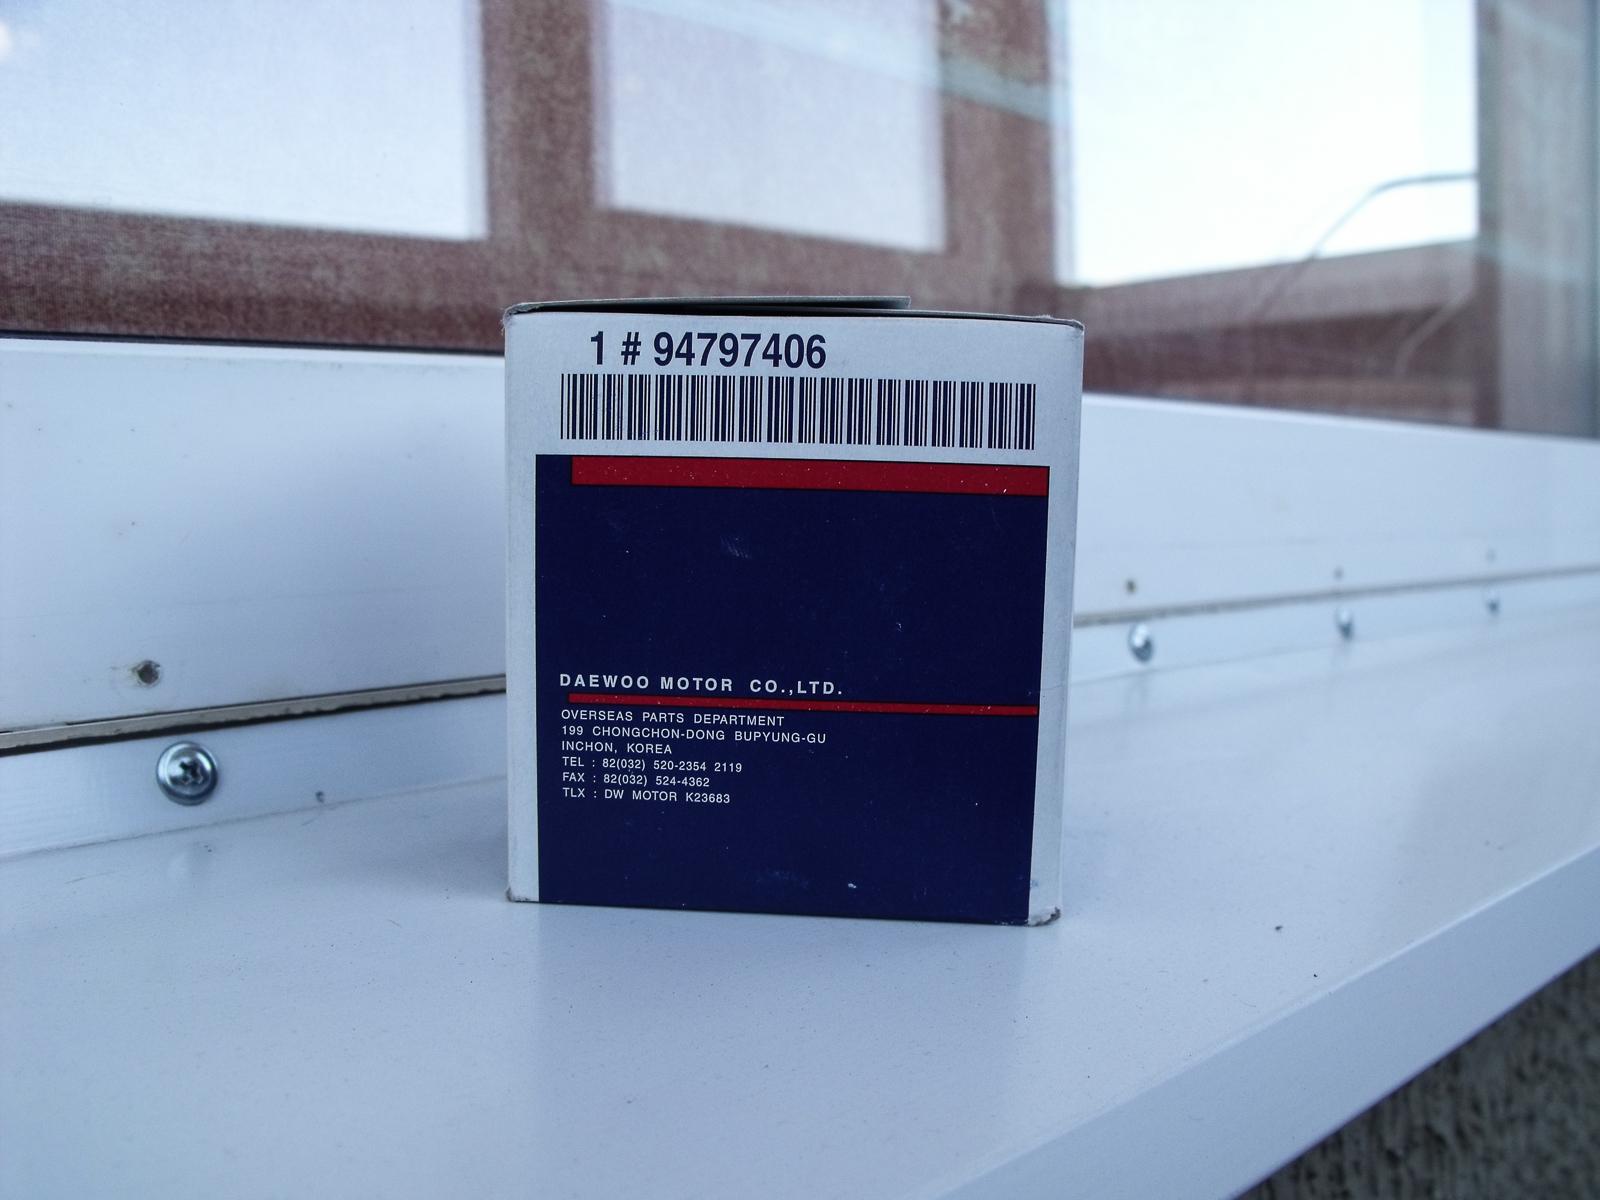 1 # 94797406
DAEWOO MOTOR CO.,LTD.
OVERSEAS PARTS DEPARTMENT
199 CHONGCHON-DONG BUPYUNG-GU
INCHON, KOREA
TEL : 82(032) 520-2354 2119
FAX : 82(032) 524-4362
TLX : DW MOTOR K23683